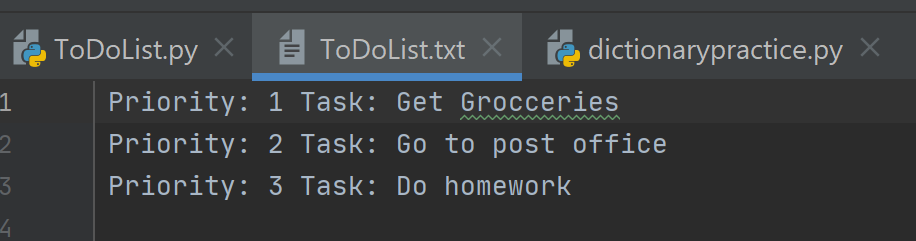 ToDoList.py ToDoList.txt dictionarypractice.py
1 Priority: 1 Task: Get Grocceries
2 Priority: 2 Task: Go to post office
3 Priority: 3 Task: Do homework
4